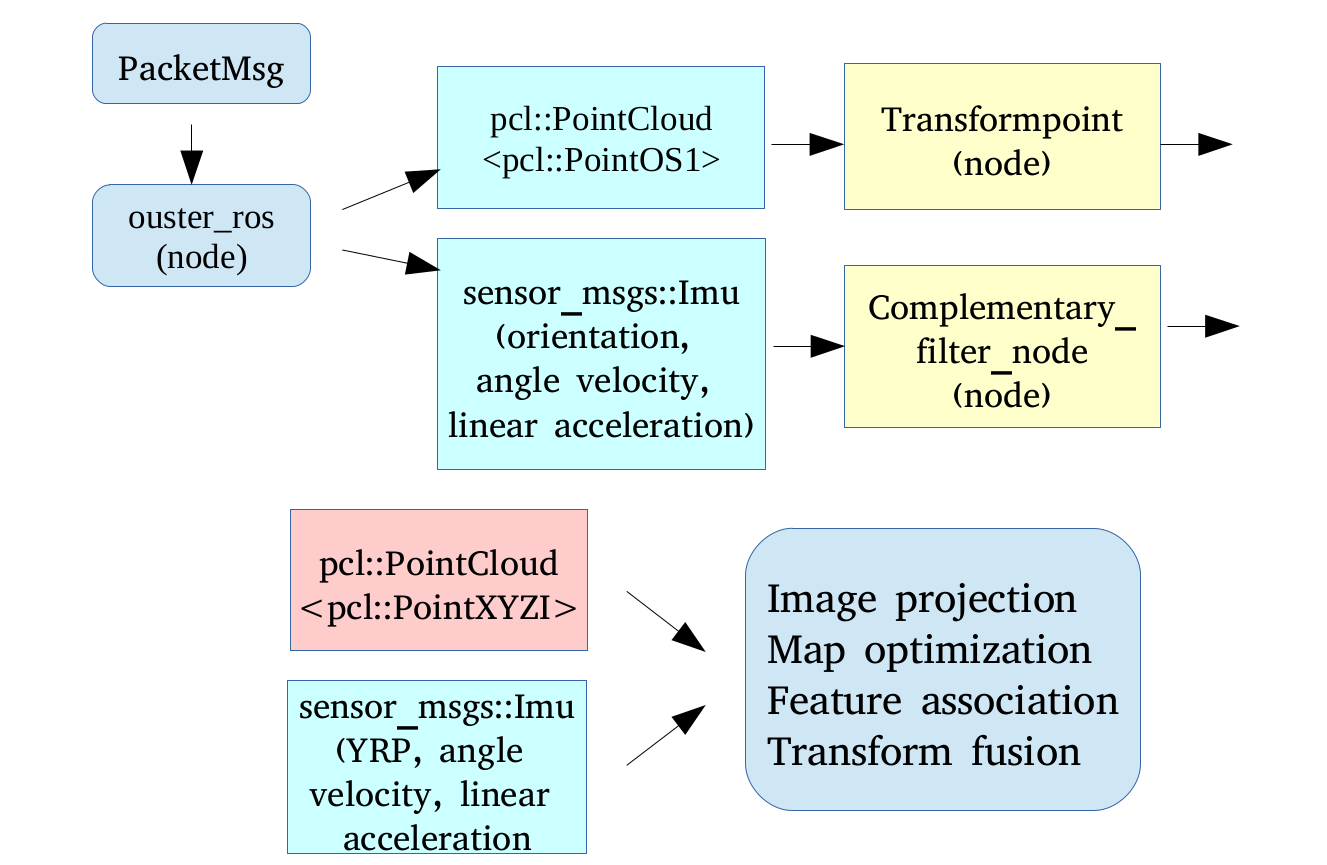 PacketMsg
ouster_ros
(node)
pcl::PointCloud
<pcl::PointOS1>
Transformpoint
(node)
sensor_msgs::Imu
(orientation,
angle velocity,
linear acceleration)
Complementary_
filter_node
(node)
pcl::PointCloud
<pcl::PointXYZI>
sensor_msgs::Imu
(YRP, angle
velocity, linear
acceleration
Image projection
Map optimization
Feature association
Transform fusion